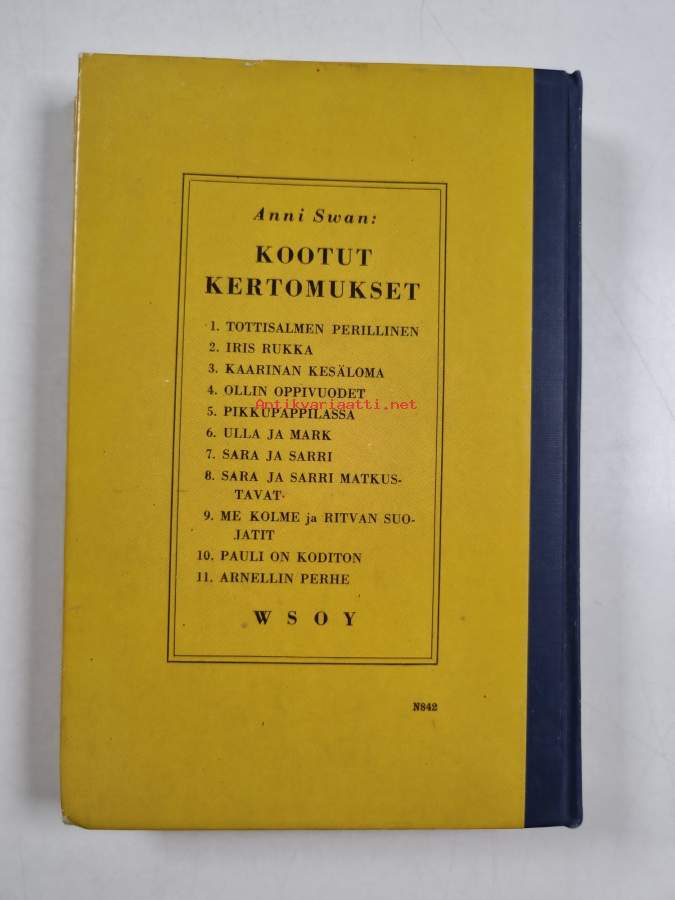 Anni Swan:
KOOTUT
KERTOMUKSET
1. TOTTISALMEN PERILLINEN
2. IRIS RUKKA
3. KAARINAN KESÄLOMA
4. OLLIN OPPIVUODET
Antikvariaatti.net
5. PIKKUPAPPILASSA
6. ULLA JA MARK
7. SARA JA SARRI
8. SARA JA SARRI MATKUS-
TAVAT
9. ME KOLME ja RITVAN SUO-
JATIT
10. PAULI ON KODITON
11. ARNELLIN PERHE
WSOY
N842